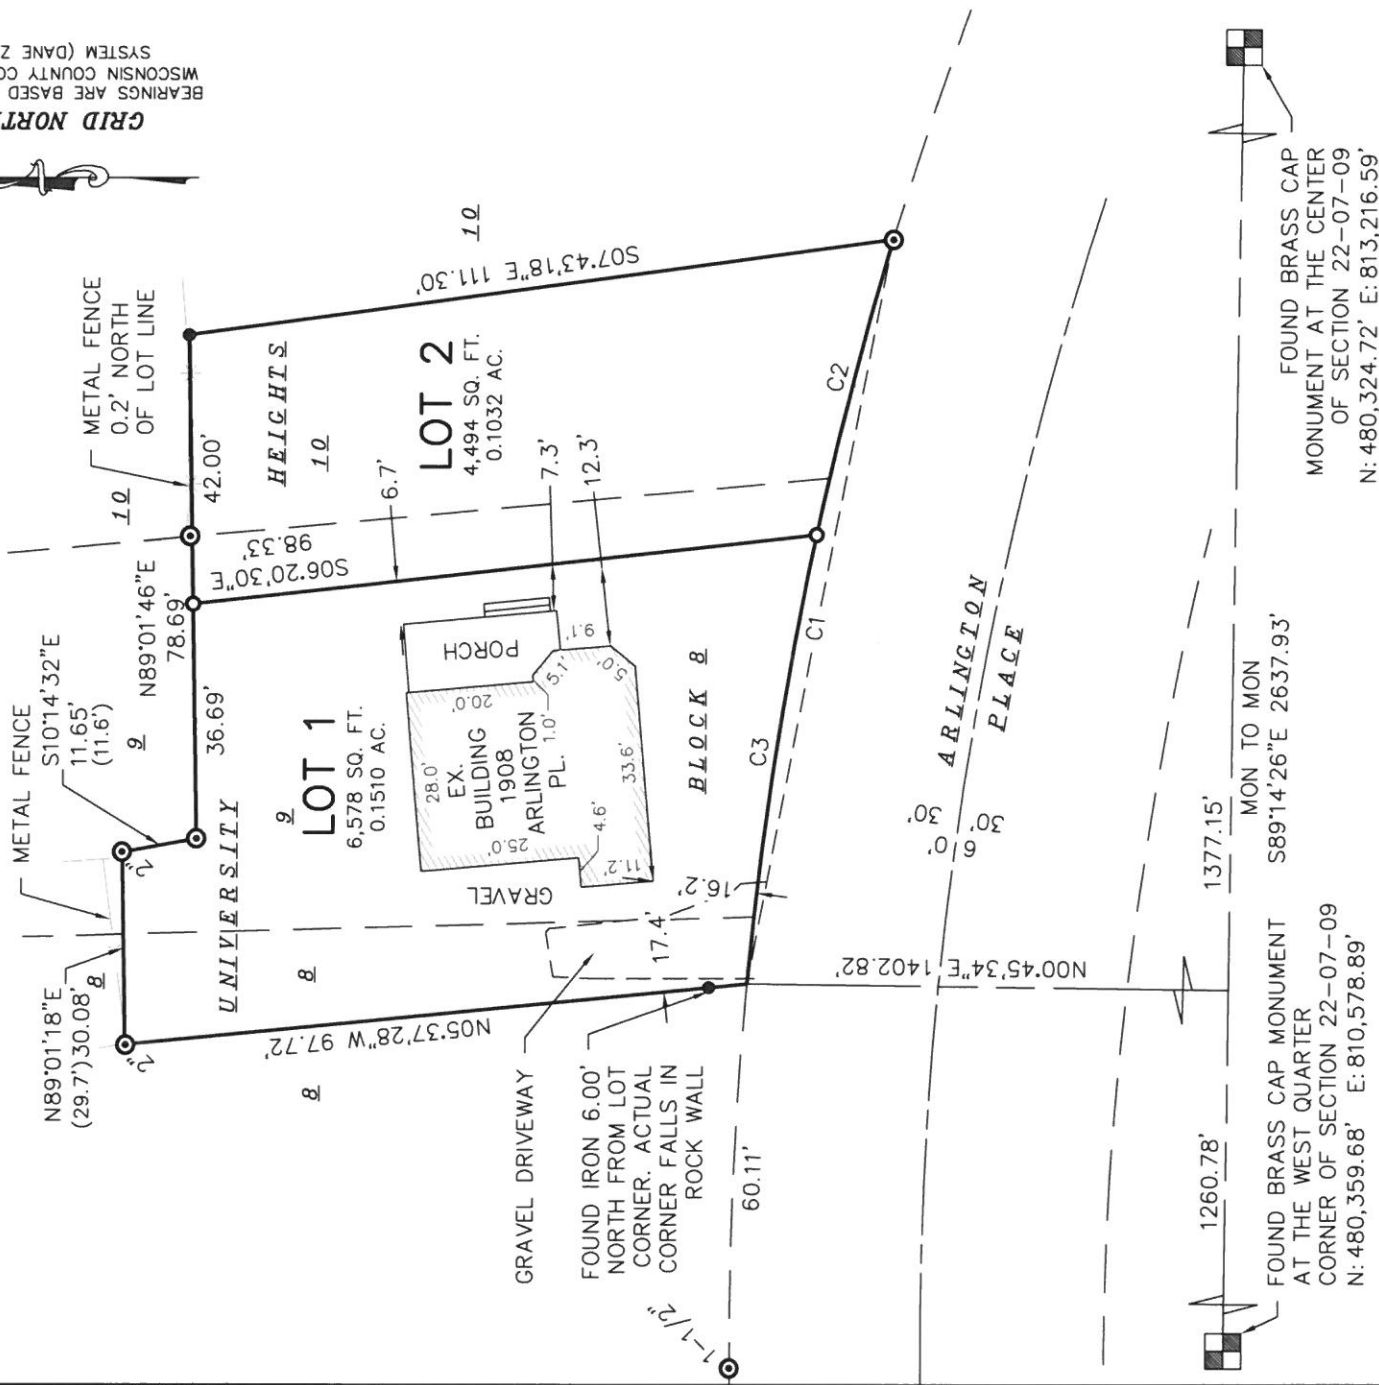 GRID NORT
BEARINGS ARE BASED
WISCONSIN COUNTY CO
SYSTEM (DANE Z
METAL FENCE
0.2' NORTH
OF LOT LINE
METAL FENCE
S10°14'32"E
11.65'
(11.6')
N89°01'46"E
78.69'
N89°01'18"E
(29.7')30.08'
2"
2"
8
9
10
10
42.00'
36.69'
UNIVERSITY
HEIGHTS
9
10
8
8
LOT 1
6,578 SQ. FT.
0.1510 AC.
LOT 2
4,494 SQ. FT.
0.1032 AC.
S06°20'30"E
98.33'
S07°43'18"E 111.30'
N05°37'28"W 97.72'
6.7'
7.3'
12.3'
PORCH
28.0'
EX.
BUILDING
1908
ARLINGTON
PL.
20.0'
25.0'
1.0'
5.1'
9.1'
5.0'
33.6'
4.6'
11.2'
GRAVEL
17.4'
16.2'
BLOCK 8
C1
C2
C3
GRAVEL DRIVEWAY
FOUND IRON 6.00'
NORTH FROM LOT
CORNER. ACTUAL
CORNER FALLS IN
ROCK WALL
1-1/2"
60.11'
N00°45'34"E 1402.82'
ARLINGTON
PLACE
30'
60'
30'
1260.78'
1377.15'
MON TO MON
S89°14'26"E 2637.93'
FOUND BRASS CAP MONUMENT
AT THE WEST QUARTER
CORNER OF SECTION 22-07-09
N: 480,359.68' E: 810,578.89'
FOUND BRASS CAP
MONUMENT AT THE CENTER
OF SECTION 22-07-09
N: 480,324.72' E: 813,216.59'